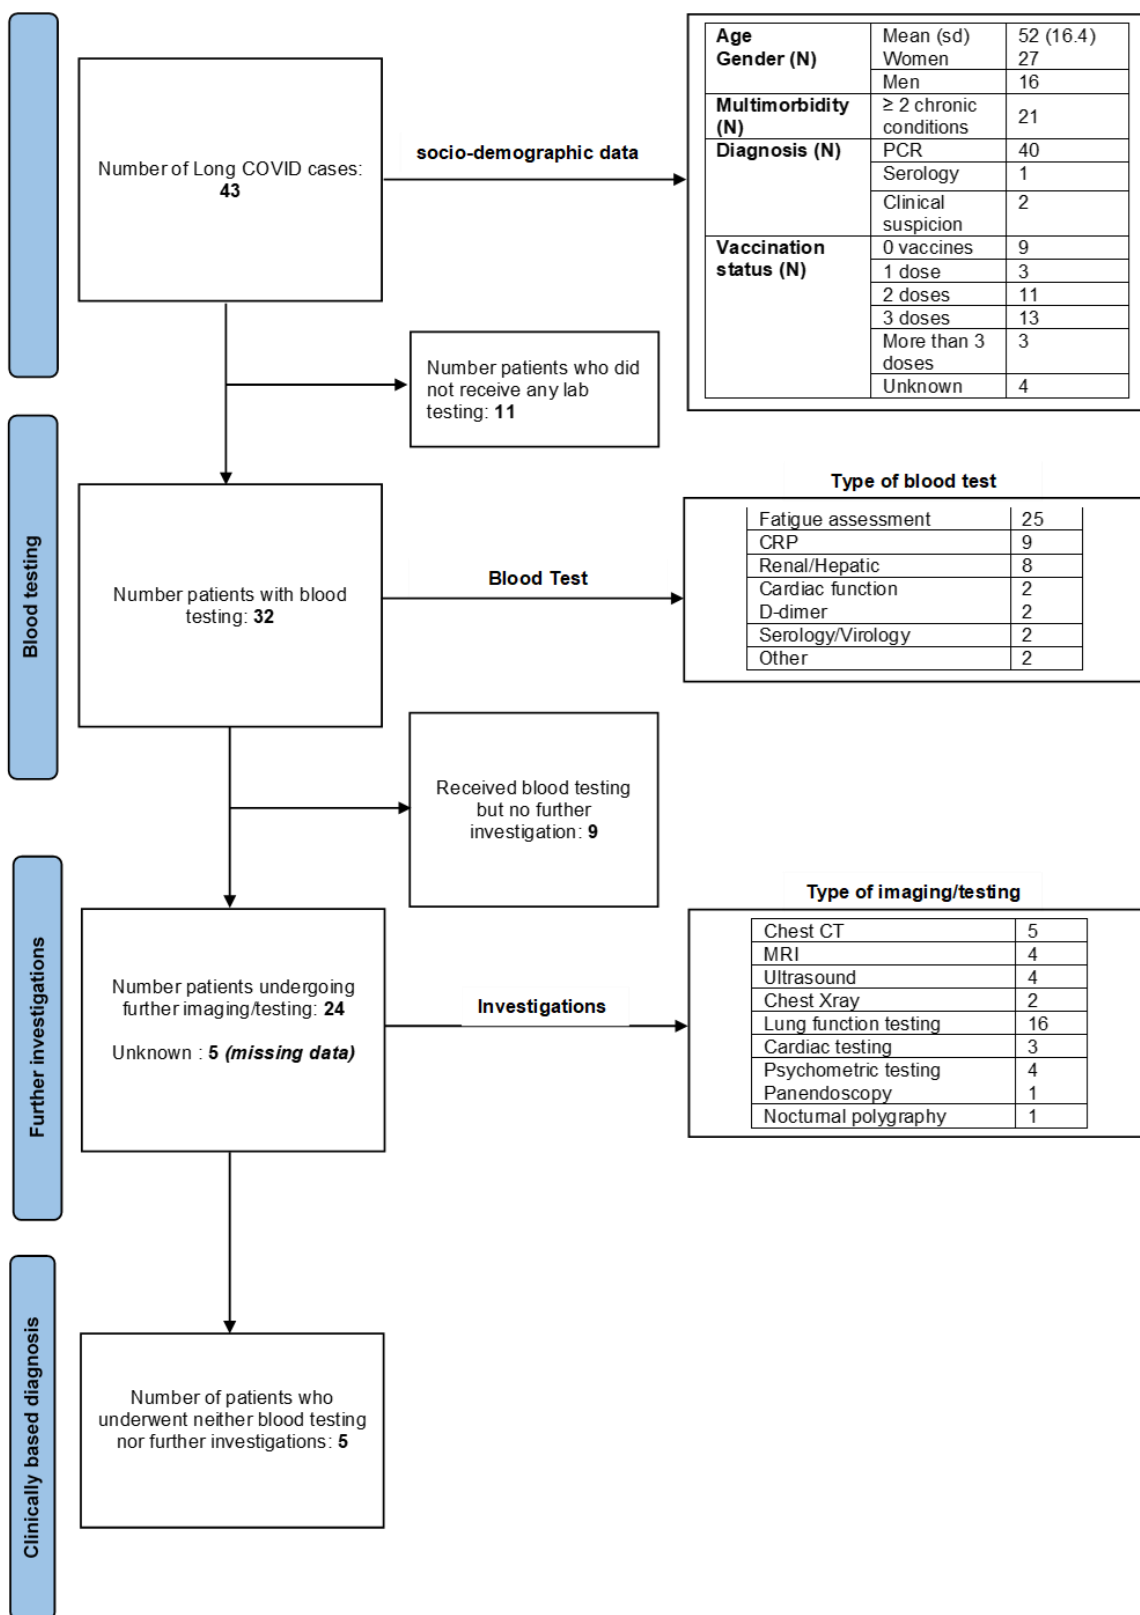 Number of Long COVID cases:
43
socio-demographic data
Age Mean (sd) 52 (16.4)
Gender (N) Women 27
Men 16
Multimorbidity (N) ≥ 2 chronic conditions 21
Diagnosis (N) PCR 40
Serology 1
Clinical suspicion 2
Vaccination status (N) 0 vaccines 9
1 dose 3
2 doses 11
3 doses 13
More than 3 doses 3
Unknown 4
Number patients who did
not receive any lab
testing: 11
Blood testing
Number patients with blood
testing: 32
Blood Test
Type of blood test
Fatigue assessment 25
CRP 9
Renal/Hepatic 8
Cardiac function 2
D-dimer 2
Serology/Virology 2
Other 2
Received blood testing
but no further
investigation: 9
Further investigations
Number patients undergoing
further imaging/testing: 24
Unknown : 5 (missing data)
Investigations
Type of imaging/testing
Chest CT 5
MRI 4
Ultrasound 4
Chest Xray 2
Lung function testing 16
Cardiac testing 3
Psychometric testing 4
Panendoscopy 1
Nocturnal polygraphy 1
Clinically based diagnosis
Number of patients who
underwent neither blood testing
nor further investigations: 5